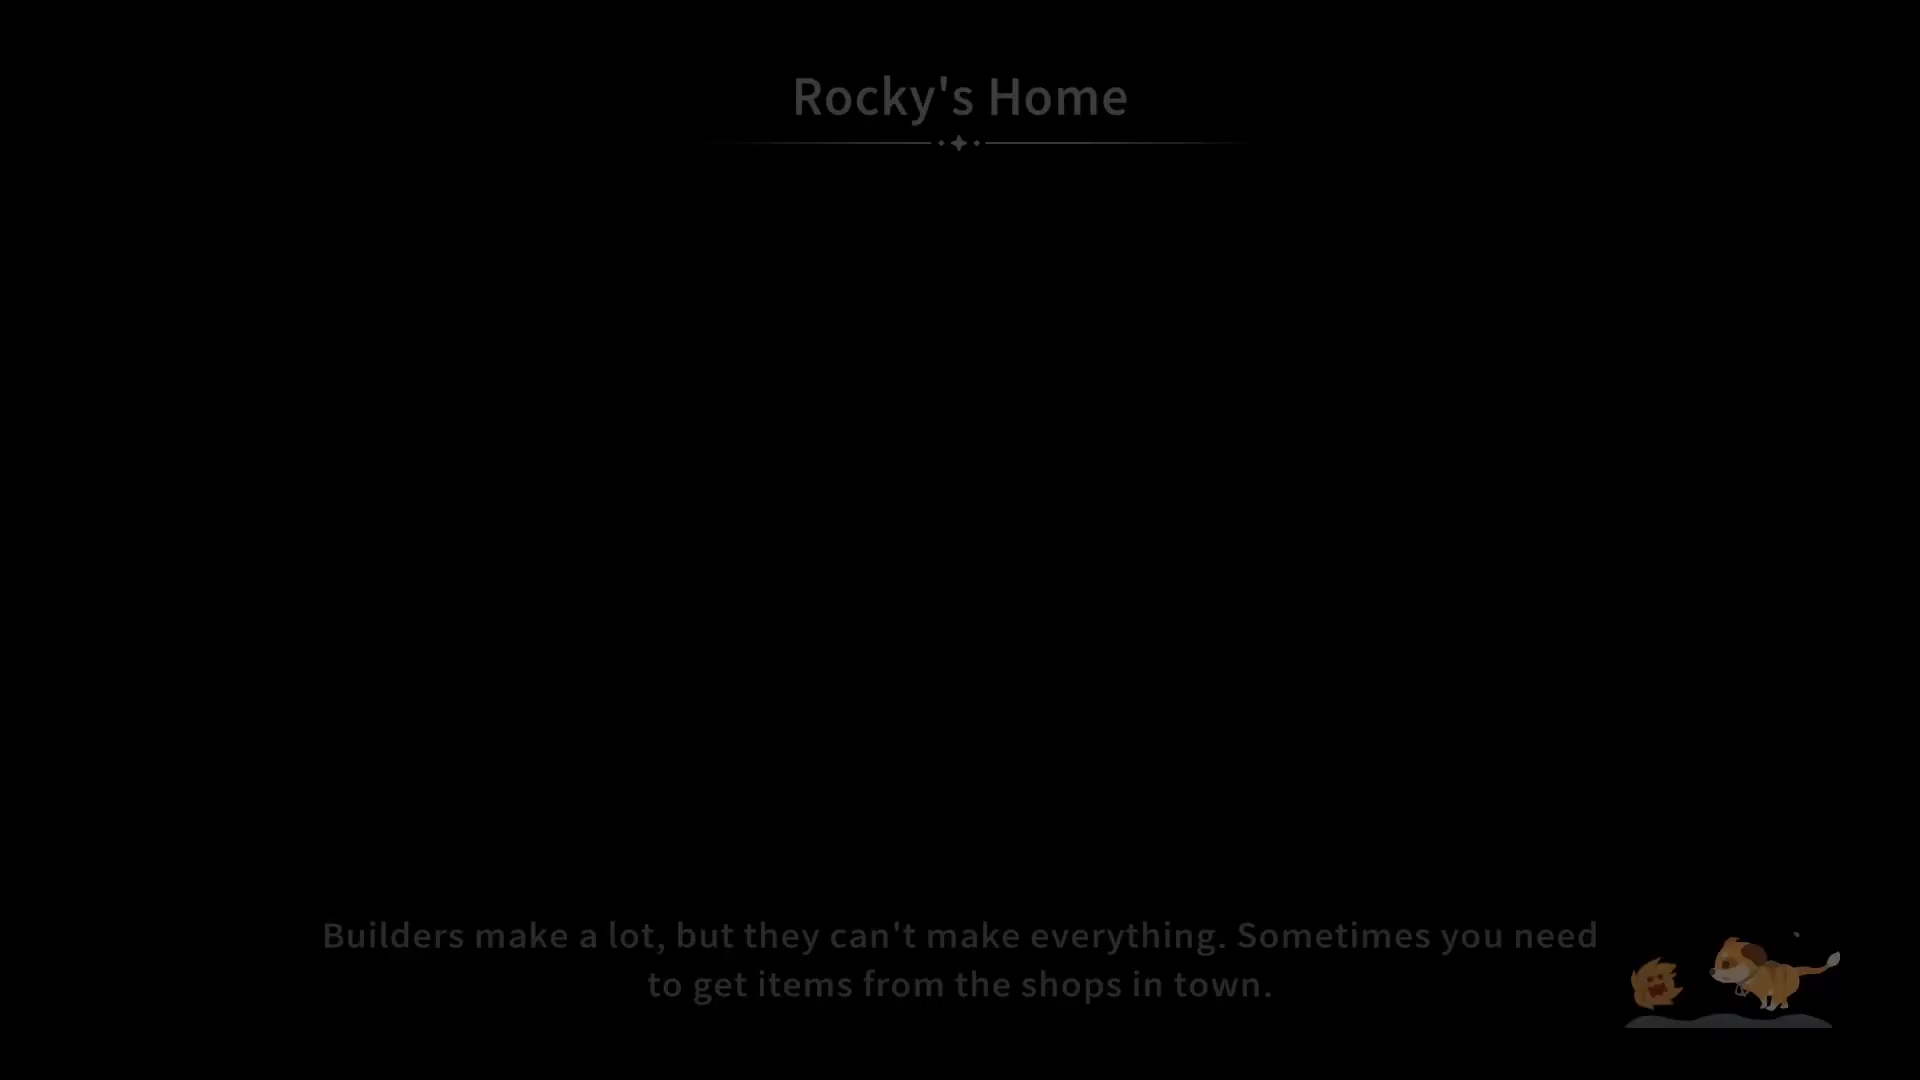 Rocky's Home
Builders make a lot, but they can't make everything. Sometimes you need
to get items from the shops in town.